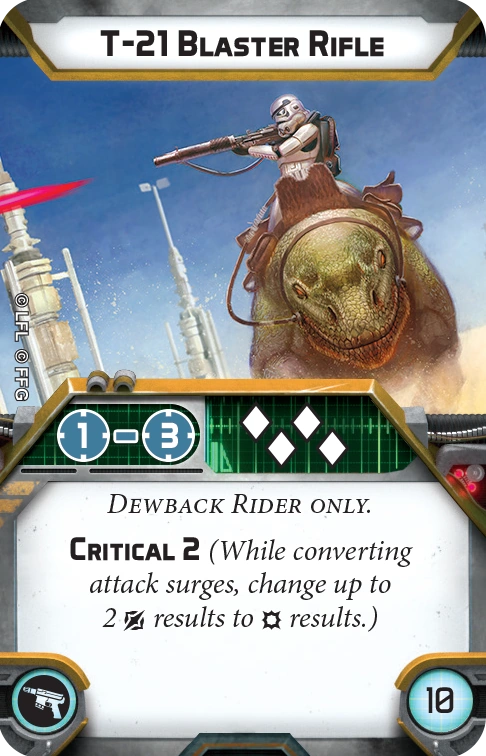 T-21 Blaster Rifle
©LFL ©FFG
1 - 3
Dewback Rider only.
Critical 2 (While converting
attack surges, change up to
2 results to results.)
10